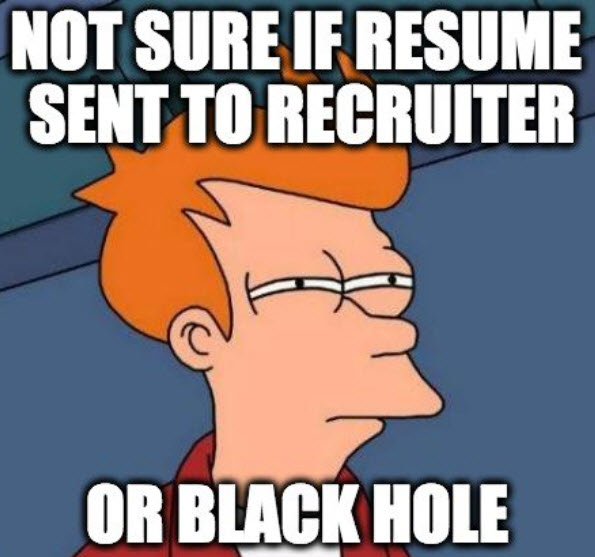 NOT SURE IF RESUME
SENT TO RECRUITER
OR BLACK HOLE